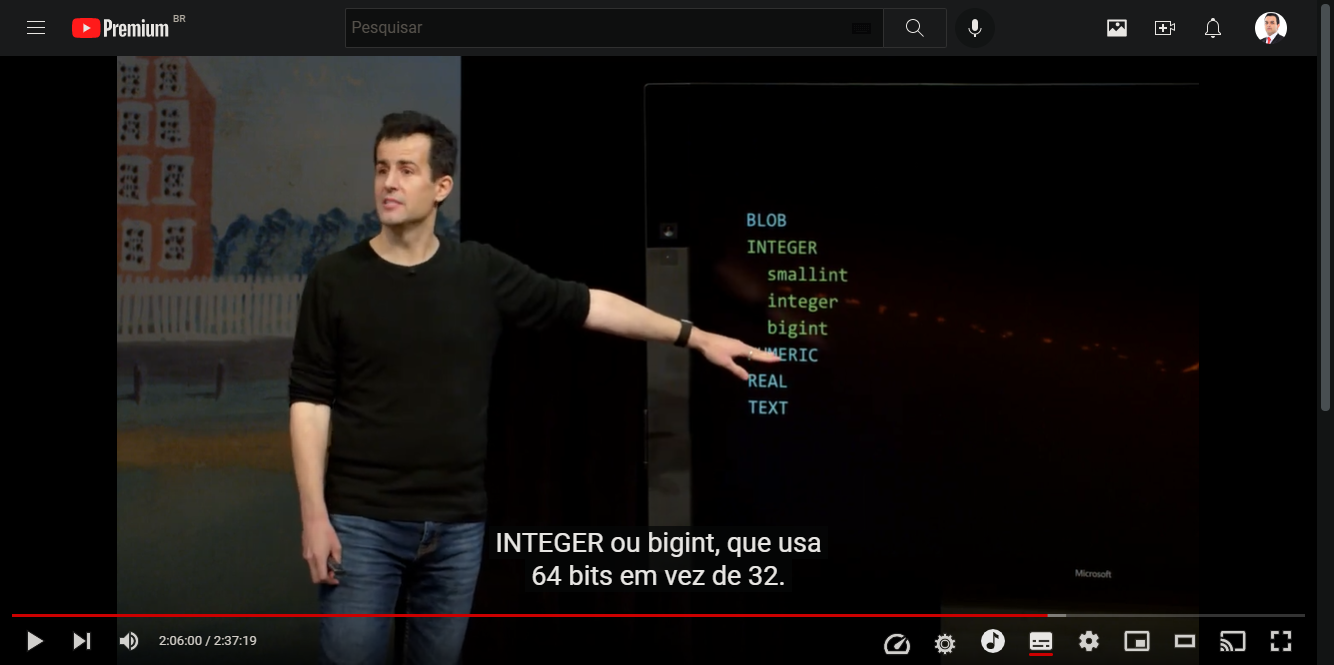 Premium BR
Pesquisar
BLOB
INTEGER
smallint
integer
bigint
REAL
TEXT
INTEGER ou bigint, que usa
64 bits em vez de 32.
Microsoft
2:06:00 / 2:37:19